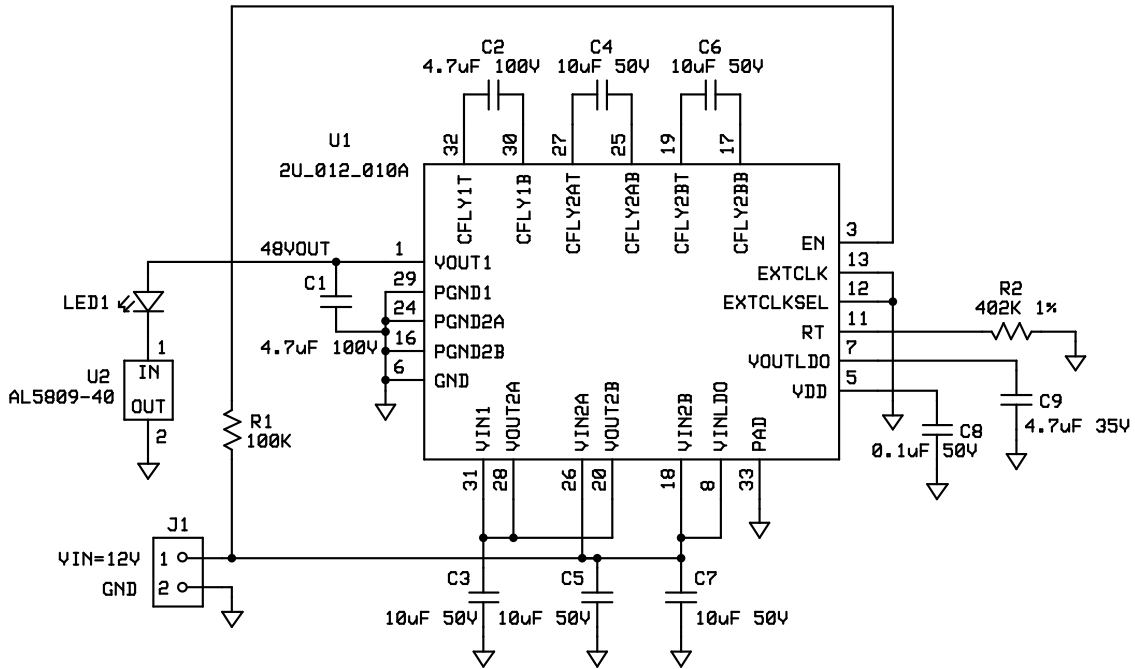 C2
4.7uF 100V
C4
10uF 50V
C6
10uF 50V
U1
2U_012_010A
32
30
27
25
19
17
CFLY1T
CFLY1B
CFLY2AT
CFLY2AB
CFLY2BT
CFLY2BB
48VOUT
1
VOUT1
29
PGND1
24
PGND2A
16
PGND2B
6
GND
EN
3
EXTCLK
13
EXTCLKSEL
12
RT
11
VOUTLDO
7
VDD
5
C1
4.7uF 100V
LED1
1
U2
AL5809-40
IN
OUT
2
R1
100K
R2
402K 1%
C9
4.7uF 35V
C8
0.1uF 50V
VIN1
VOUT2A
VIN2A
VOUT2B
VIN2B
VINLDO
PAD
31
28
26
20
18
8
33
J1
VIN=12V
1
GND
2
C3
10uF 50V
C5
10uF 50V
C7
10uF 50V